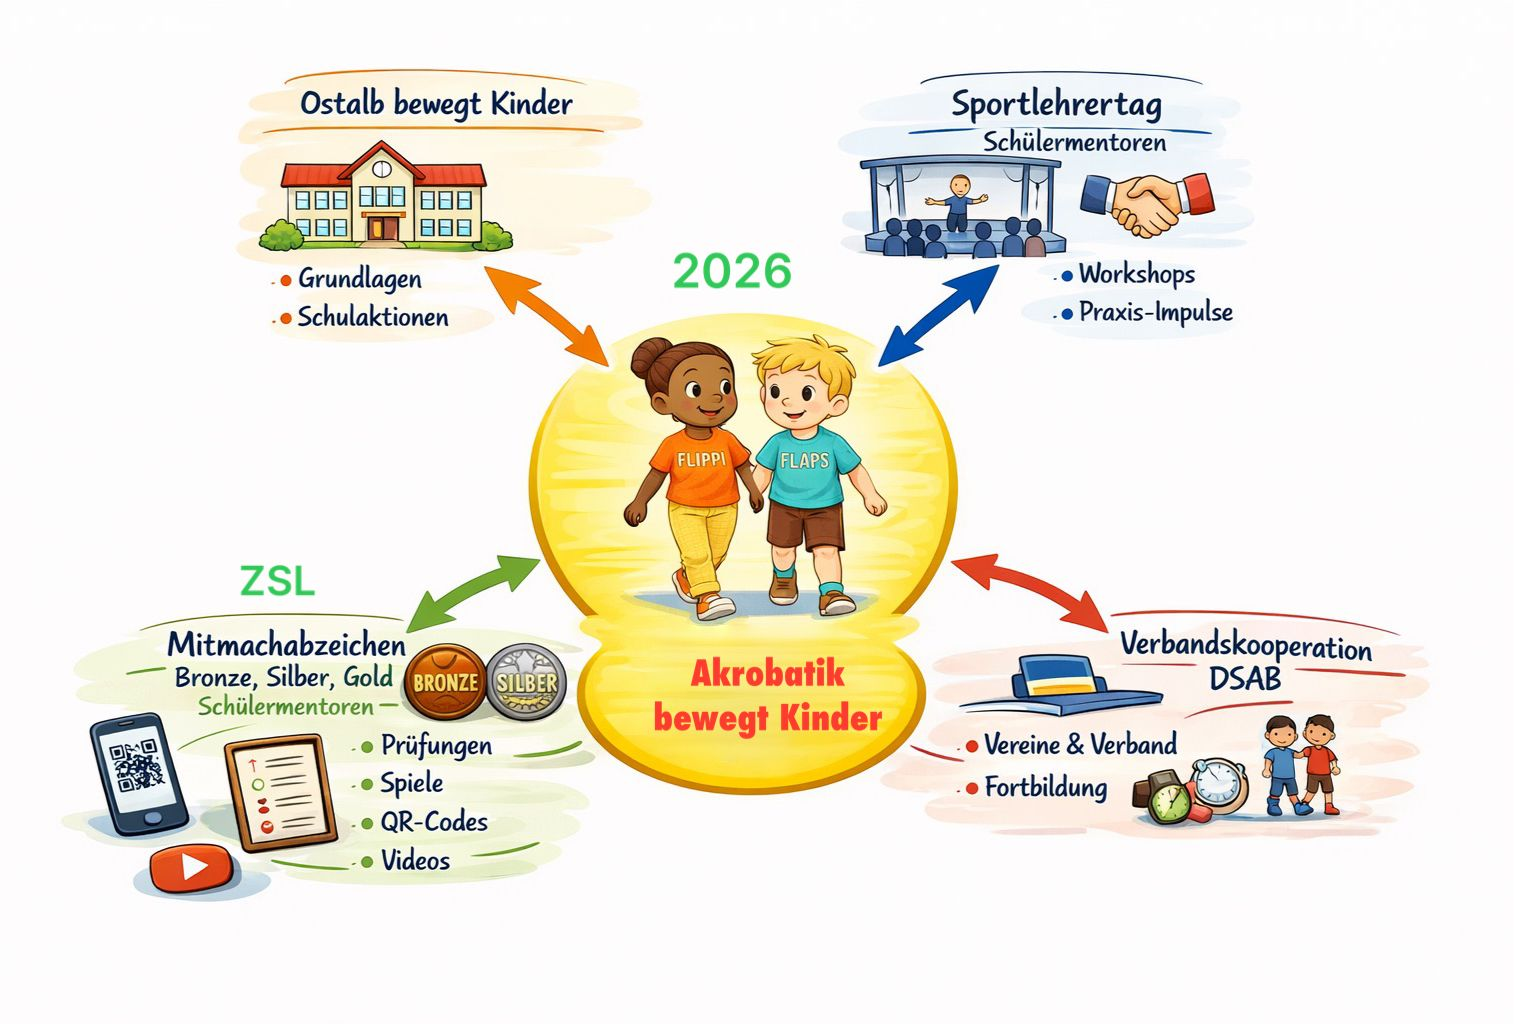 Ostalb bewegt Kinder
Grundlagen
Schulaktionen
2026
Sportlehrertag
Schülermentoren
Workshops
Praxis-Impulse
FLIPPI
FLAPS
Akrobatik
bewegt Kinder
ZSL
Mitmachabzeichen
Bronze, Silber, Gold
Schülermentoren
BRONZE
SILBER
Prüfungen
Spiele
QR-Codes
Videos
Verbandskooperation
DSAB
Vereine & Verband
Fortbildung